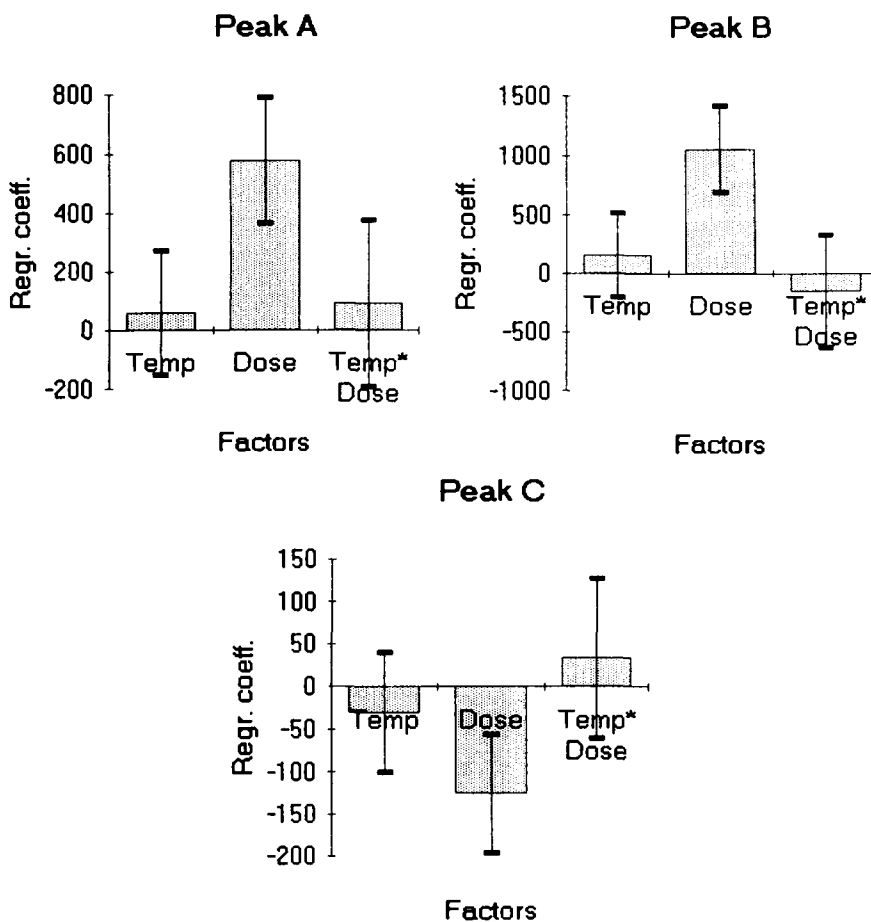 Peak A
Regr. coeff.
800
600
400
200
0
-200
Temp
Dose
Temp*
Dose
Factors
Peak B
Regr. coeff.
1500
1000
500
0
-500
-1000
Temp
Dose
Temp*
Dose
Factors
Peak C
Regr. coeff.
150
100
50
0
-50
-100
-150
-200
Temp
Dose
Temp*
Dose
Factors